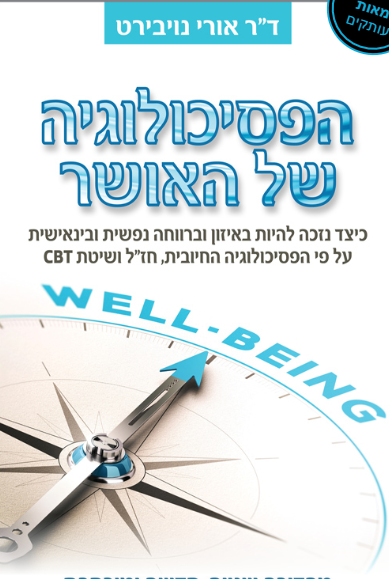 מאות
עותקים
ד״ר אורי נויבירט
הפסיכולוגיה
של האושר
כיצד נזכה להיות באיזון וברווחה נפשית ובינאישית
על פי הפסיכולוגיה החיובית, חז״ל ושיטת CBT
WELL-BEING